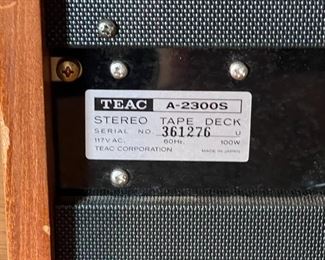 TEAC A-2300S
STEREO TAPE DECK
SERIAL NO. 361276 U
117V AC, 60Hz, 100W
TEAC CORPORATION MADE IN JAPAN